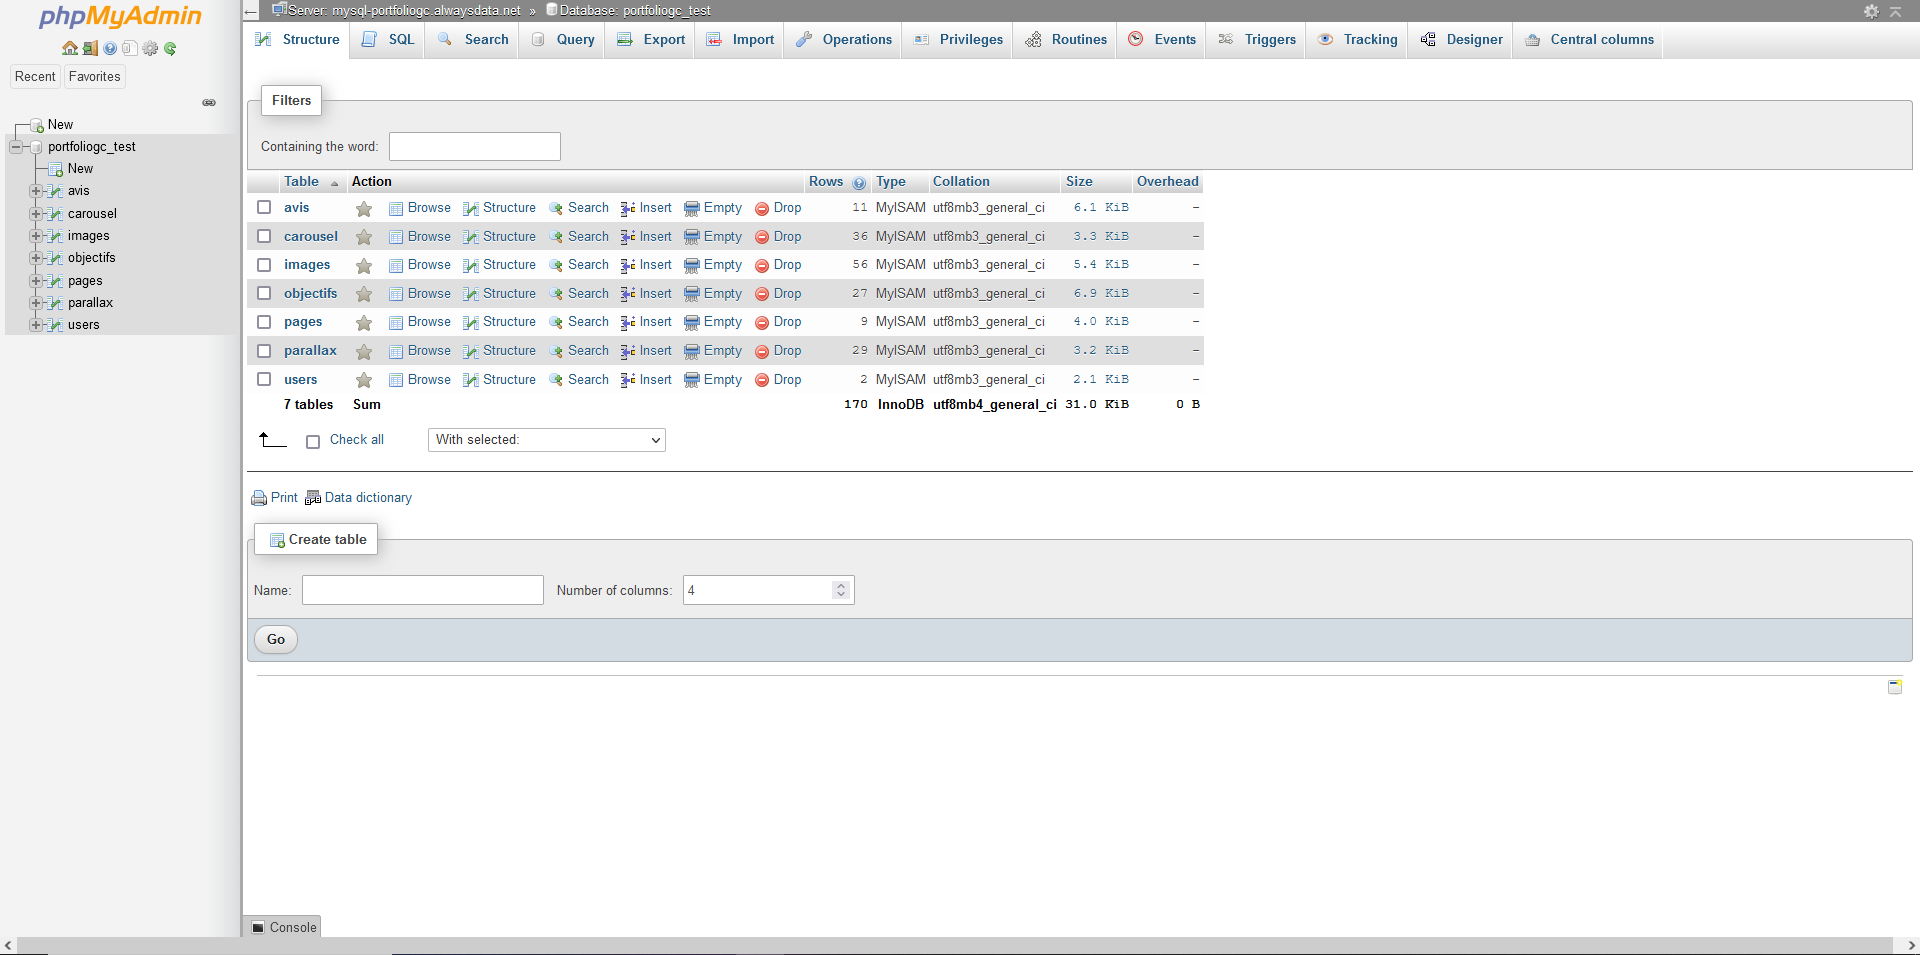 phpMyAdmin
Recent Favorites
New
portfoliogc_test
New
avis
carousel
images
objectifs
pages
parallax
users
Server: mysql-portfoliogc.alwaysdata.net » Database: portfoliogc_test
Structure SQL Search Query Export Import Operations Privileges Routines Events Triggers Tracking Designer Central columns
Filters
Containing the word:
Table Action Rows Type Collation Size Overhead
avis Browse Structure Search Insert Empty Drop 11 MyISAM utf8mb3_general_ci 6.1 KiB -
carousel Browse Structure Search Insert Empty Drop 36 MyISAM utf8mb3_general_ci 3.3 KiB -
images Browse Structure Search Insert Empty Drop 56 MyISAM utf8mb3_general_ci 5.4 KiB -
objectifs Browse Structure Search Insert Empty Drop 27 MyISAM utf8mb3_general_ci 6.9 KiB -
pages Browse Structure Search Insert Empty Drop 9 MyISAM utf8mb3_general_ci 4.0 KiB -
parallax Browse Structure Search Insert Empty Drop 29 MyISAM utf8mb3_general_ci 3.2 KiB -
users Browse Structure Search Insert Empty Drop 2 MyISAM utf8mb3_general_ci 2.1 KiB -
7 tables Sum 170 InnoDB utf8mb4_general_ci 31.0 KiB 0 B
Check all With selected:
Print Data dictionary
Create table
Name: Number of columns: 4
Go
Console